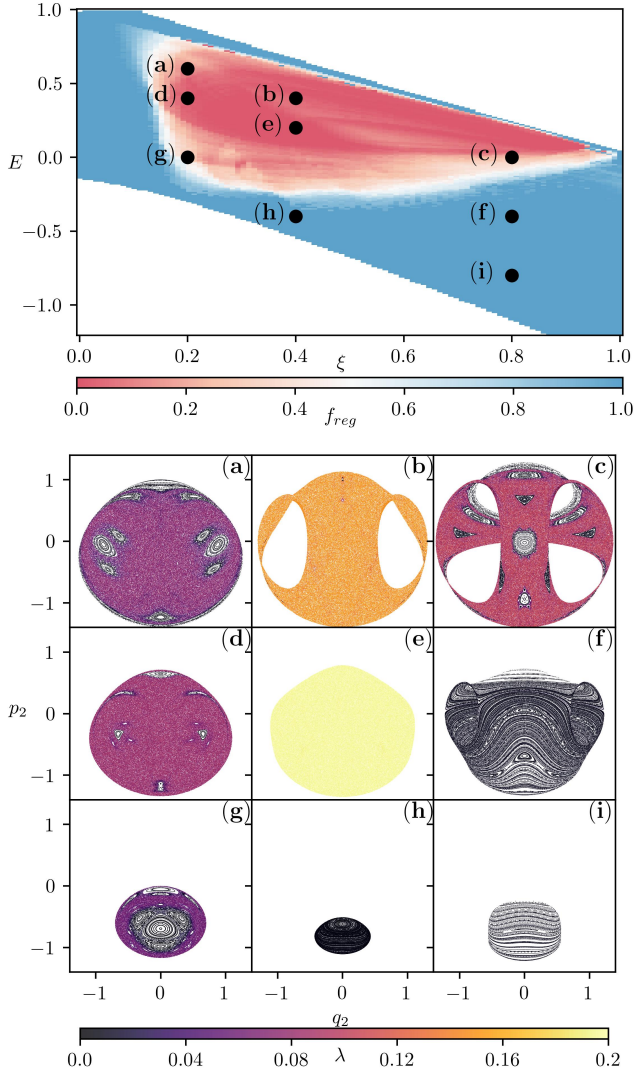 1.0
(a)
0.5
(d) (b)
(e)
E 0.0 (g) (c)
(h) (f)
−0.5
(i)
−1.0
0.0 0.2 0.4 0.6 0.8 1.0
ξ
0.0 0.2 0.4 0.6 0.8 1.0
f_reg
(a) (b) (c)
1
0
−1
(d) (e) (f)
1
p_2 0
−1
(g) (h) (i)
1
0
−1
−1 0 1 −1 0 1 −1 0 1
q_2
0.0 0.04 0.08 0.12 0.16 0.2
λ